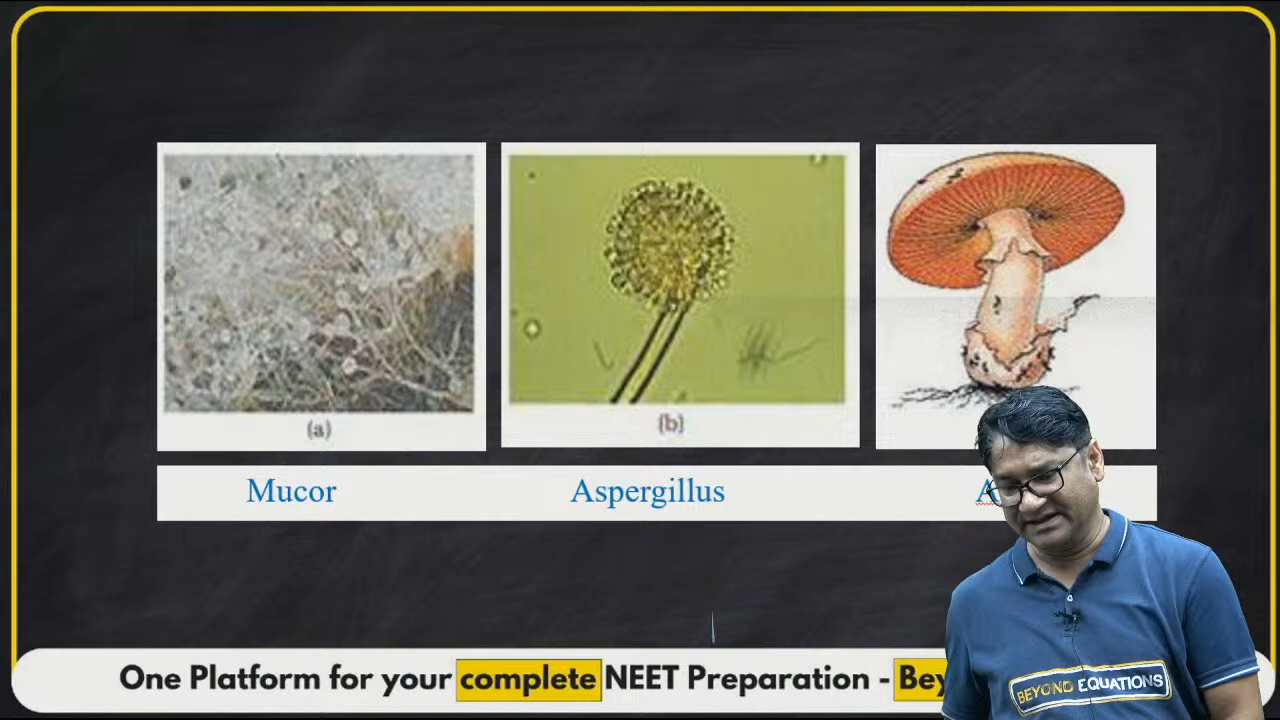 (a)
(b)
Mucor Aspergillus
One Platform for your complete NEET Preparation -
BEYOND EQUATIONS